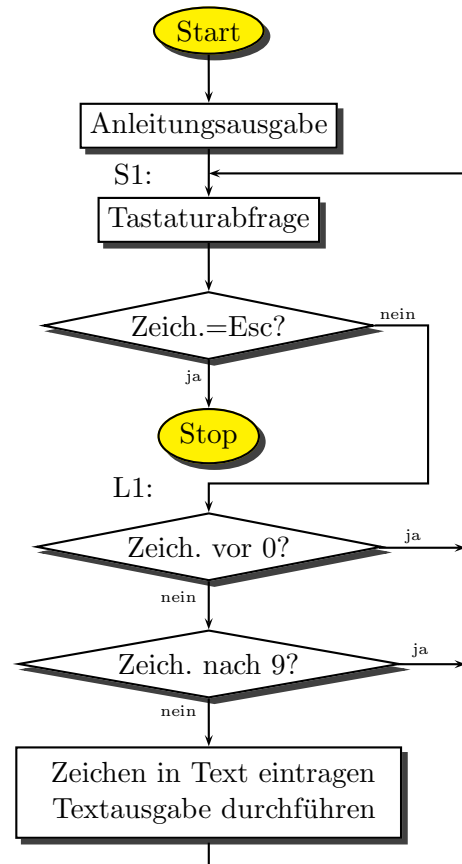 Start
Anleitungsausgabe
S1:
Tastaturabfrage
Zeich.=Esc?
nein
ja
Stop
L1:
Zeich. vor 0?
ja
nein
Zeich. nach 9?
ja
nein
Zeichen in Text eintragen
Textausgabe durchführen